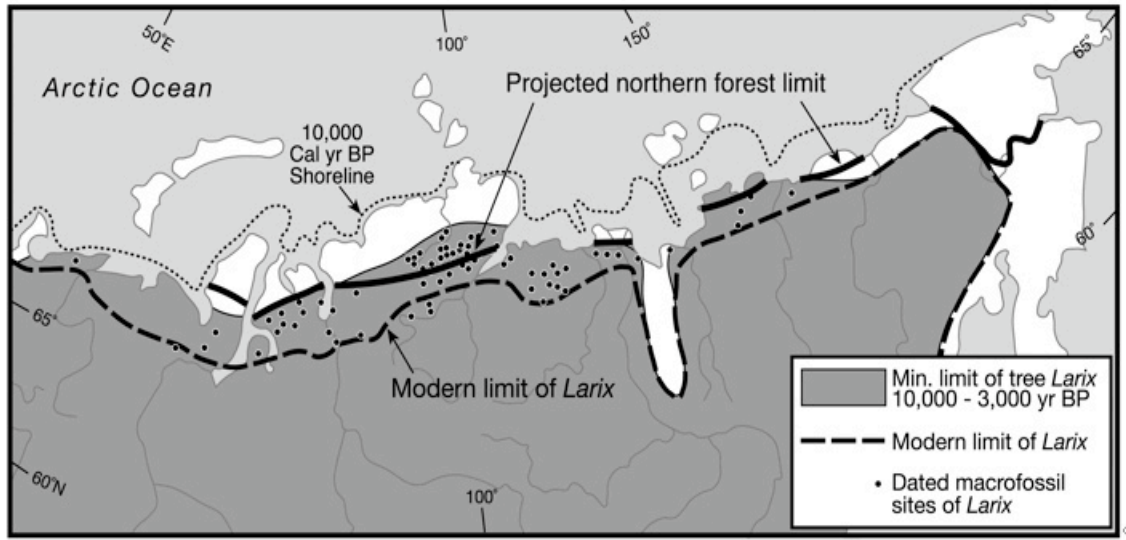 50°E
100°
150°
65°
Arctic Ocean
Projected northern forest limit
10,000
Cal yr BP
Shoreline
60°
65°
Modern limit of Larix
60°N
100°
Min. limit of tree Larix
10,000 - 3,000 yr BP
Modern limit of Larix
Dated macrofossil
sites of Larix